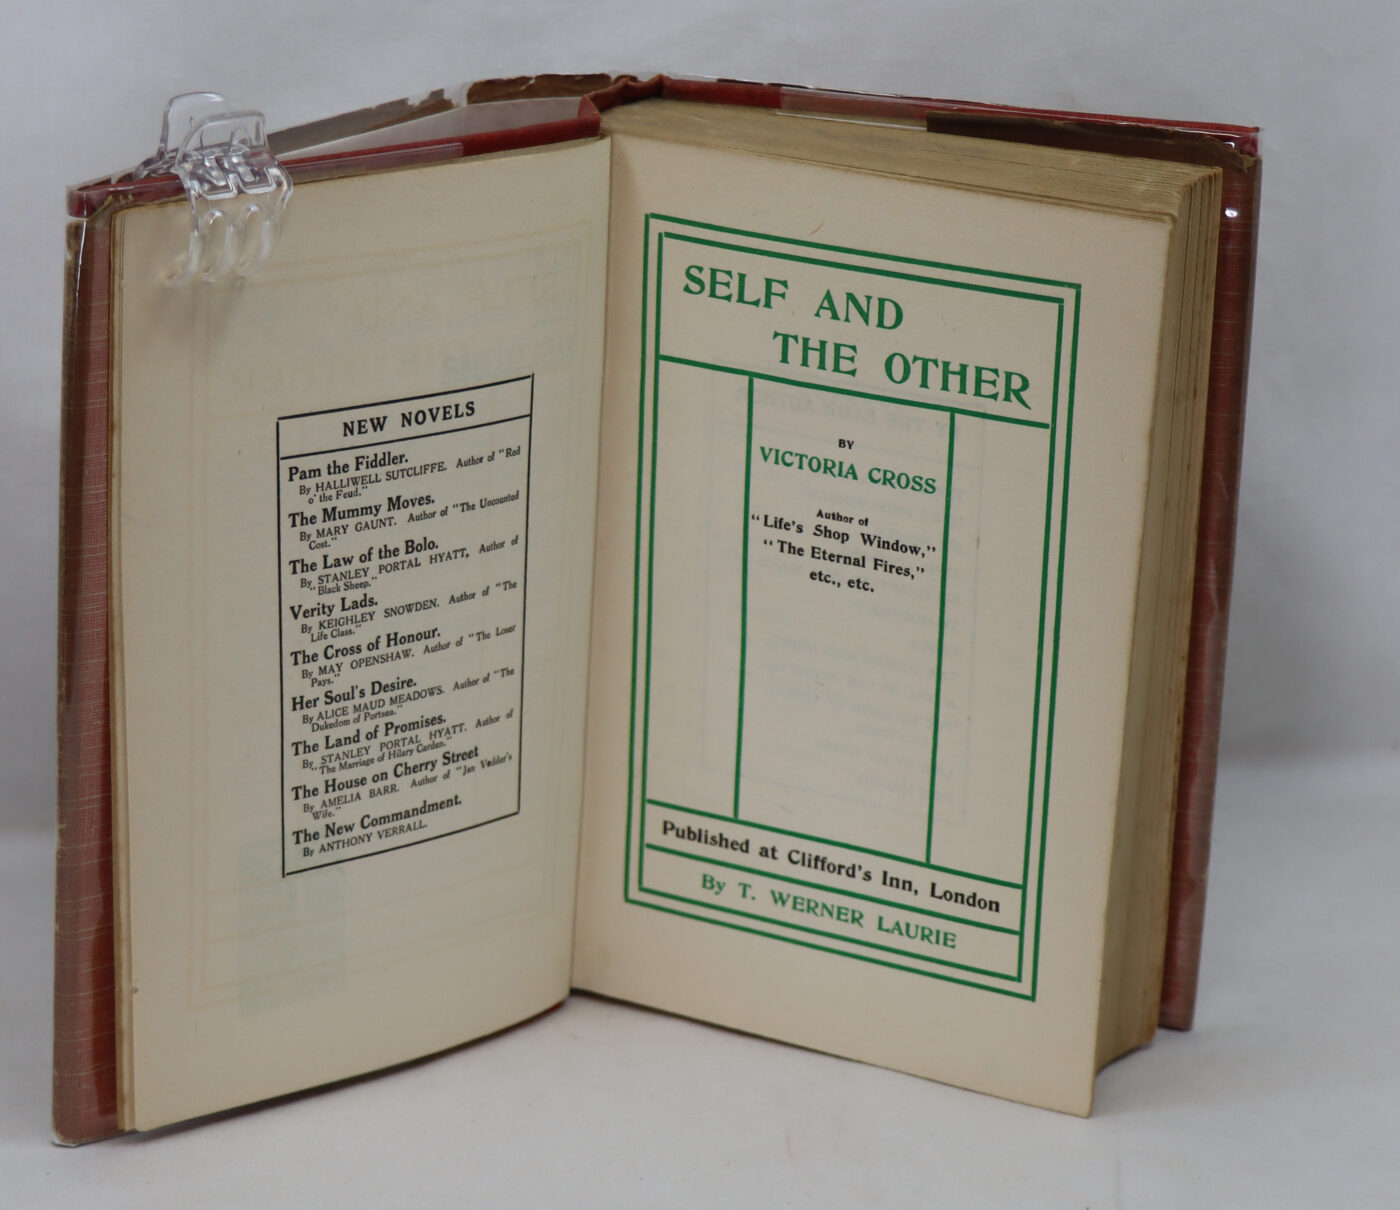 NEW NOVELS
Pam the Fiddler.
By HALLIWELL SUTCLIFFE. Author of "Red
o' the Feud."
The Mummy Moves.
By MARY GAUNT. Author of "The Uncounted
Cost."
The Law of the Bolo.
By STANLEY PORTAL HYATT. Author of
"Black Sheep."
Verity Lads.
By KEIGHLEY SNOWDEN. Author of "The
Life Class."
The Cross of Honour.
By MAY OPENSHAW. Author of "The Loser
Pays."
Her Soul's Desire.
By ALICE MAUD MEADOWS. Author of "The
Dukedom of Portsea."
The Land of Promises.
By STANLEY PORTAL HYATT. Author of
"The Marriage of Hilary Carden."
The House on Cherry Street
By AMELIA BARR. Author of "Jan Vedder's
Wife."
The New Commandment.
By ANTHONY VERRALL.
SELF AND
THE OTHER
BY
VICTORIA CROSS
Author of
"Life's Shop Window,"
"The Eternal Fires,"
etc., etc.
Published at Clifford's Inn, London
By T. WERNER LAURIE